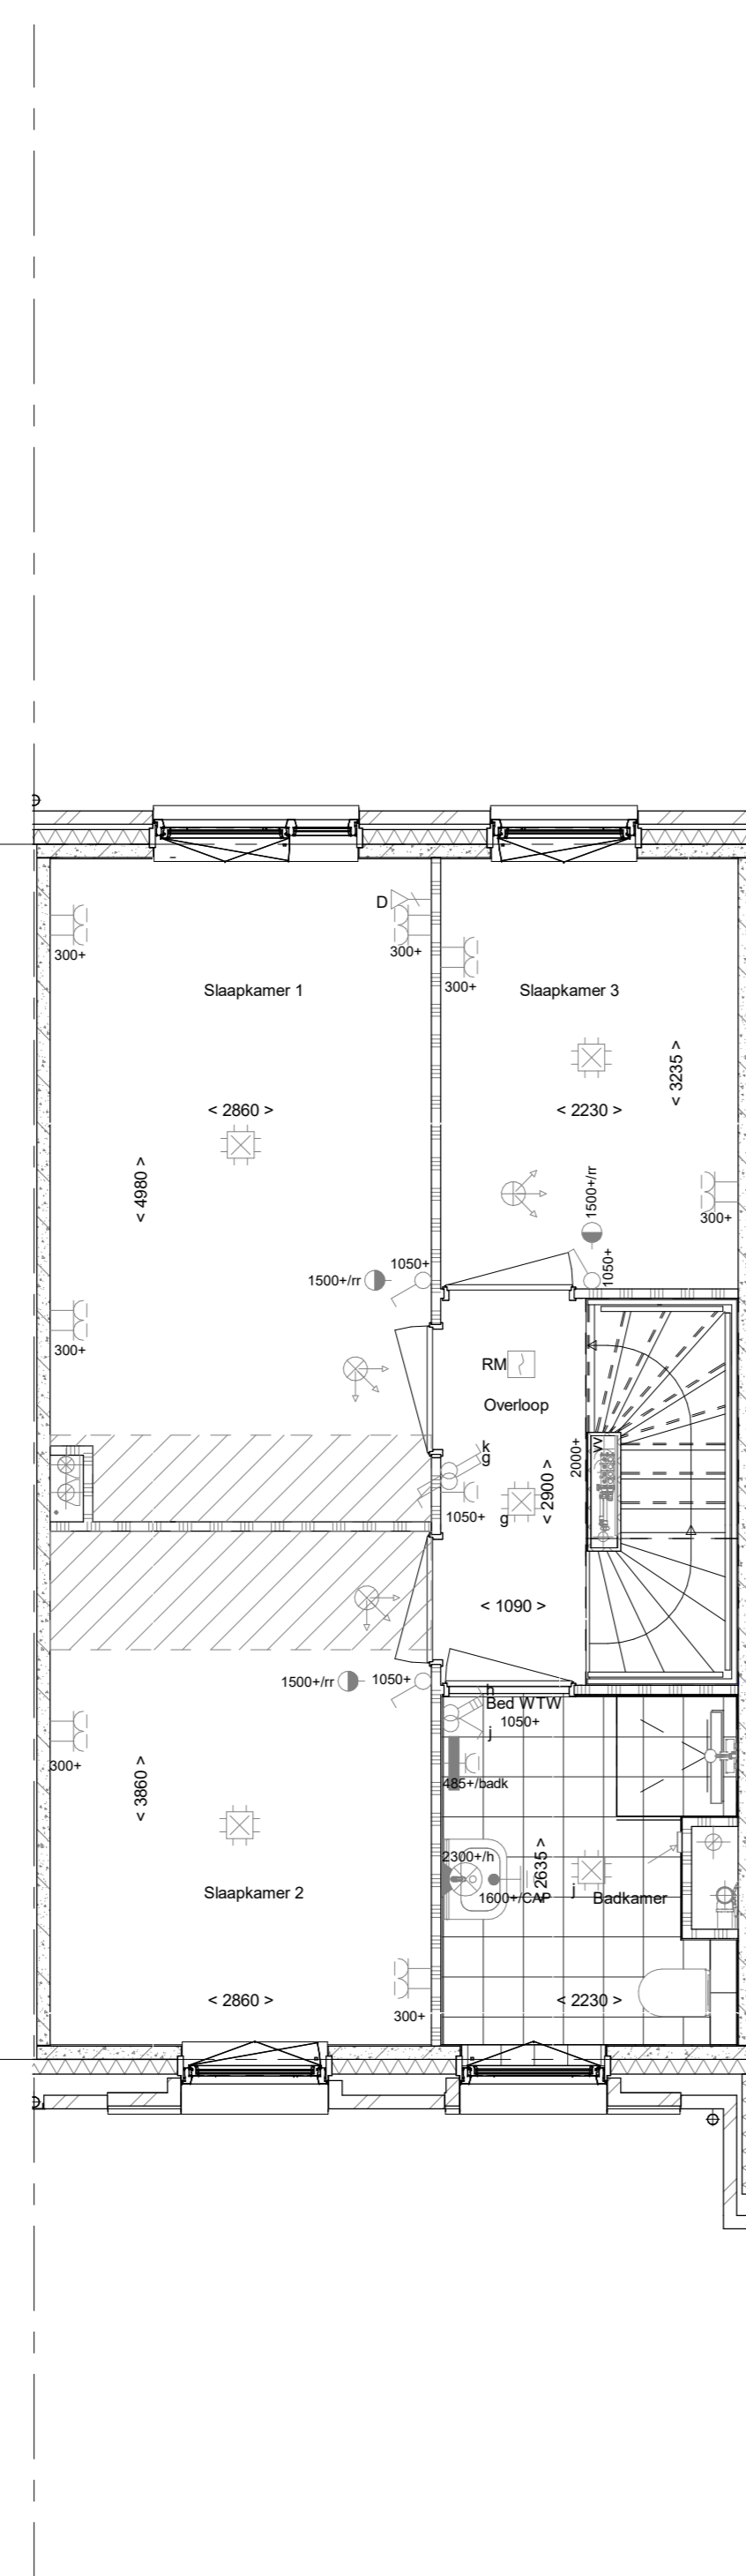 D
300+
300+
300+
Slaapkamer 1
Slaapkamer 3
< 3235 >
< 2860 >
< 2230 >
< 4980 >
1500+/rr
300+
1050+
1500+/rr
1050+
300+
RM
Overloop
k
g
2000+
VV
< 2900 >
1050+
g
< 1090 >
1500+/rr
1050+
h
Bed WTW
1050+
j
300+
485+/badk
< 3860 >
2300+/h
< 2635 >
1600+/CAP
j
Badkamer
Slaapkamer 2
< 2860 >
< 2230 >
300+